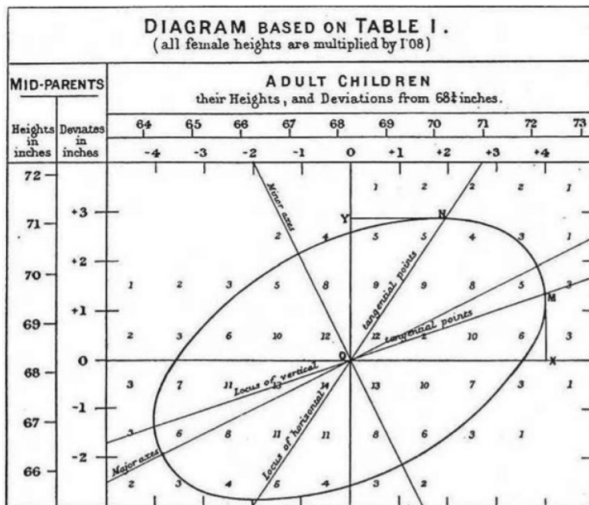 DIAGRAM BASED ON TABLE I.
(all female heights are multiplied by 1'08)
MID-PARENTS
ADULT CHILDREN
their Heights, and Deviations from 68¼ inches.
Heights in inches
Deviates in inches
64 65 66 67 68 69 70 71 72 73
-4 -3 -2 -1 0 +1 +2 +3 +4
72
1 2 2 2 1
71 +3
Y N
2 4 5 5 4 3 1
Minor axes
70 +2
1 2 3 5 8 9 9 8 5 3
M
tangential points
+1
69
2 3 6 10 12 12 10 6 3
tangential points
0
O X
68
Locus of vertical
3 7 11 13 14 13 10 7 3 1
-1
67
3 6 8 11 11 8 6 3 1
Locus of horizontal
Major axes
66 -2
2 3 4 6 4 3 2